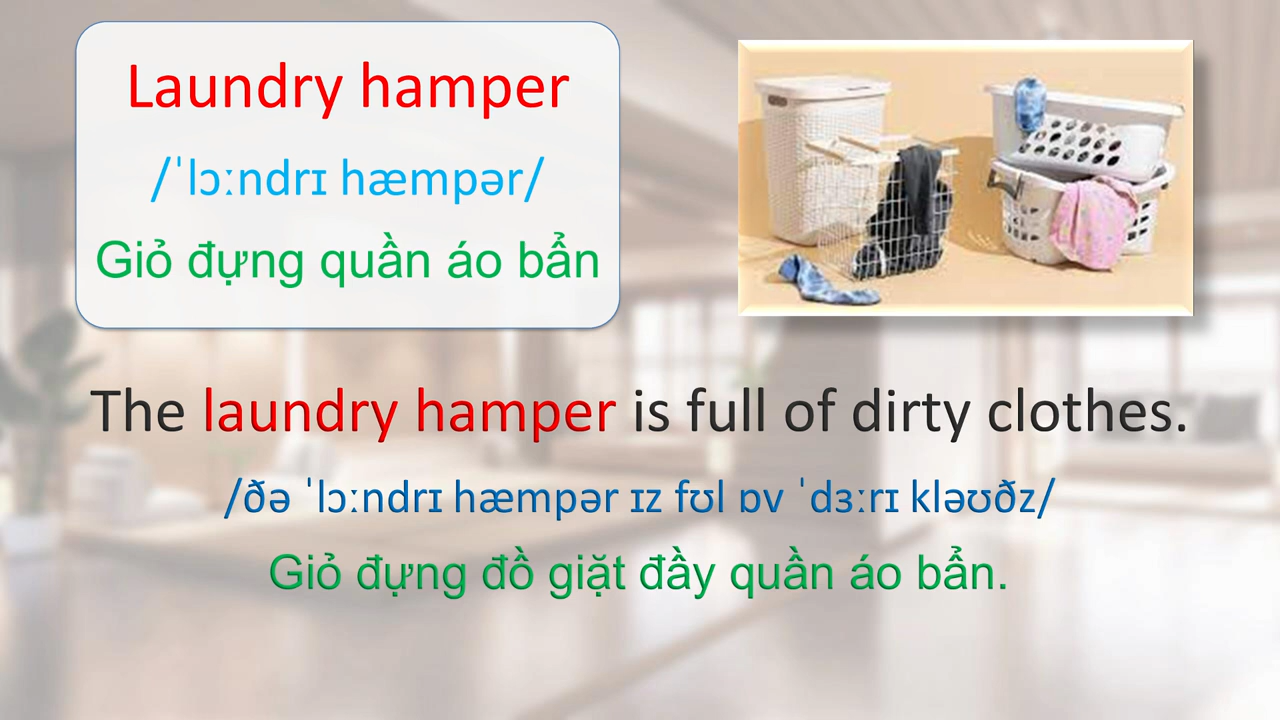 Laundry hamper
/ˈlɔːndrɪ hæmpər/
Giỏ đựng quần áo bẩn
The laundry hamper is full of dirty clothes.
/ðə ˈlɔːndrɪ hæmpər ɪz fʊl ɒv ˈdɜːrɪ kləʊðz/
Giỏ đựng đồ giặt đầy quần áo bẩn.